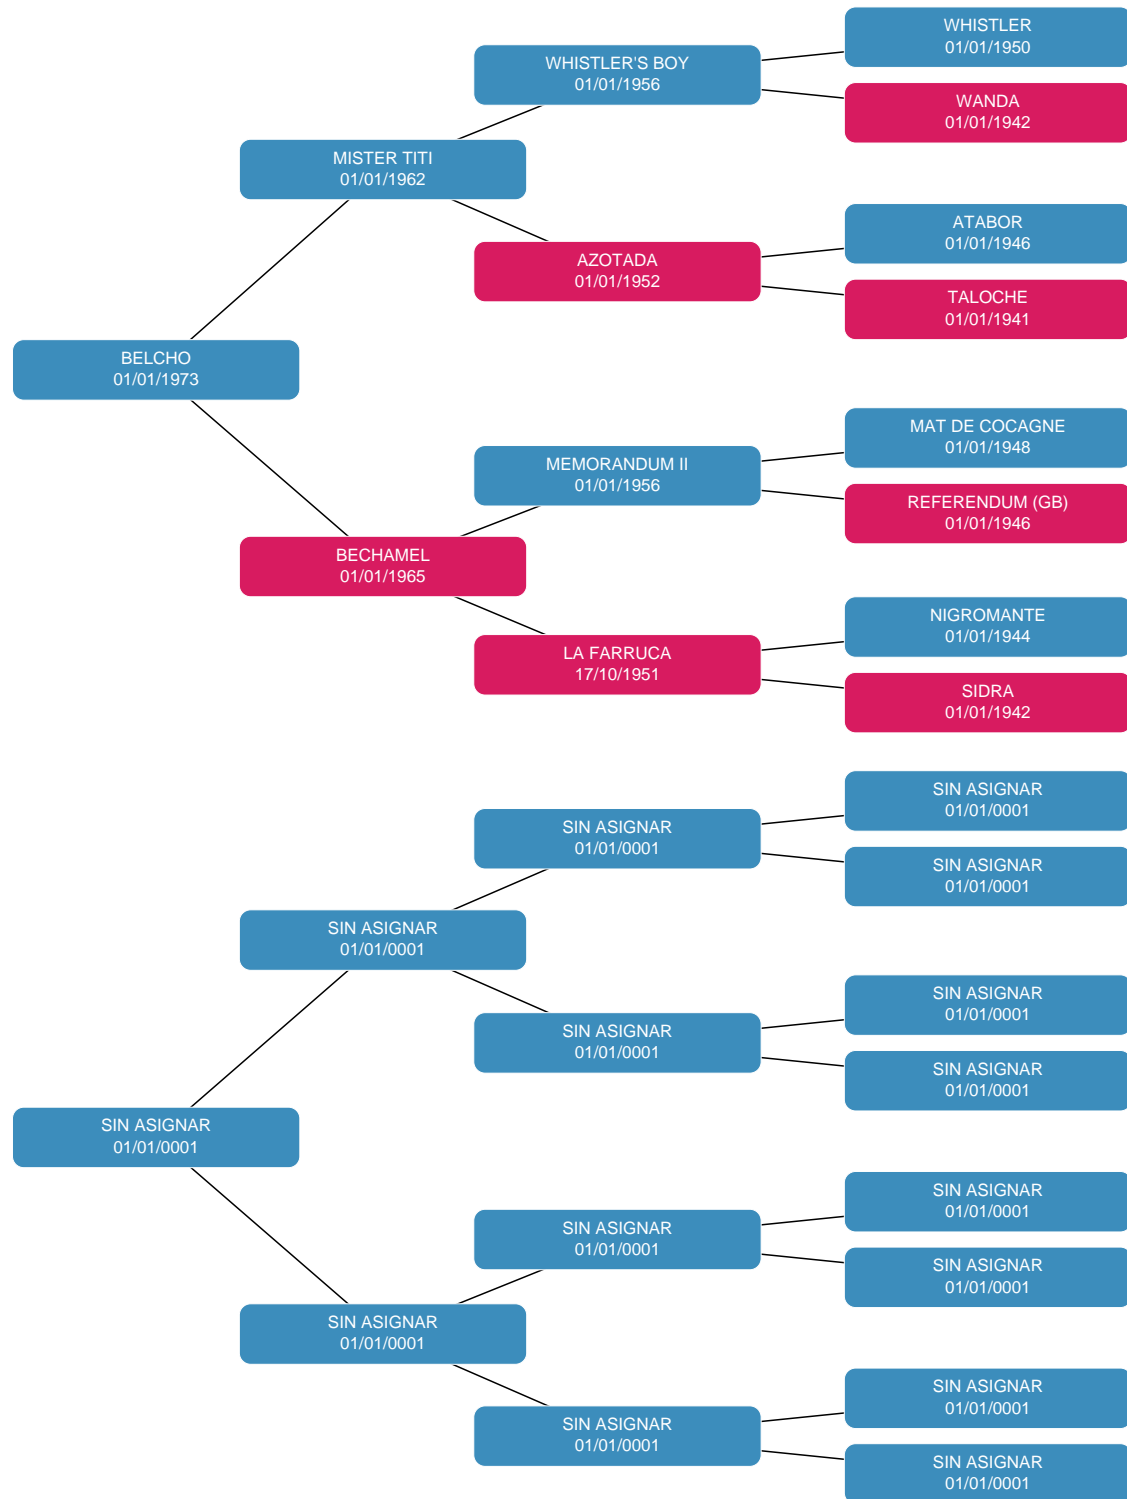 WHISTLER
01/01/1950
WHISTLER'S BOY
01/01/1956
WANDA
01/01/1942
MISTER TITI
01/01/1962
ATABOR
01/01/1946
AZOTADA
01/01/1952
TALOCHE
01/01/1941
BELCHO
01/01/1973
MAT DE COCAGNE
01/01/1948
MEMORANDUM II
01/01/1956
REFERENDUM (GB)
01/01/1946
BECHAMEL
01/01/1965
NIGROMANTE
01/01/1944
LA FARRUCA
17/10/1951
SIDRA
01/01/1942
SIN ASIGNAR
01/01/0001
SIN ASIGNAR
01/01/0001
SIN ASIGNAR
01/01/0001
SIN ASIGNAR
01/01/0001
SIN ASIGNAR
01/01/0001
SIN ASIGNAR
01/01/0001
SIN ASIGNAR
01/01/0001
SIN ASIGNAR
01/01/0001
SIN ASIGNAR
01/01/0001
SIN ASIGNAR
01/01/0001
SIN ASIGNAR
01/01/0001
SIN ASIGNAR
01/01/0001
SIN ASIGNAR
01/01/0001
SIN ASIGNAR
01/01/0001
SIN ASIGNAR
01/01/0001